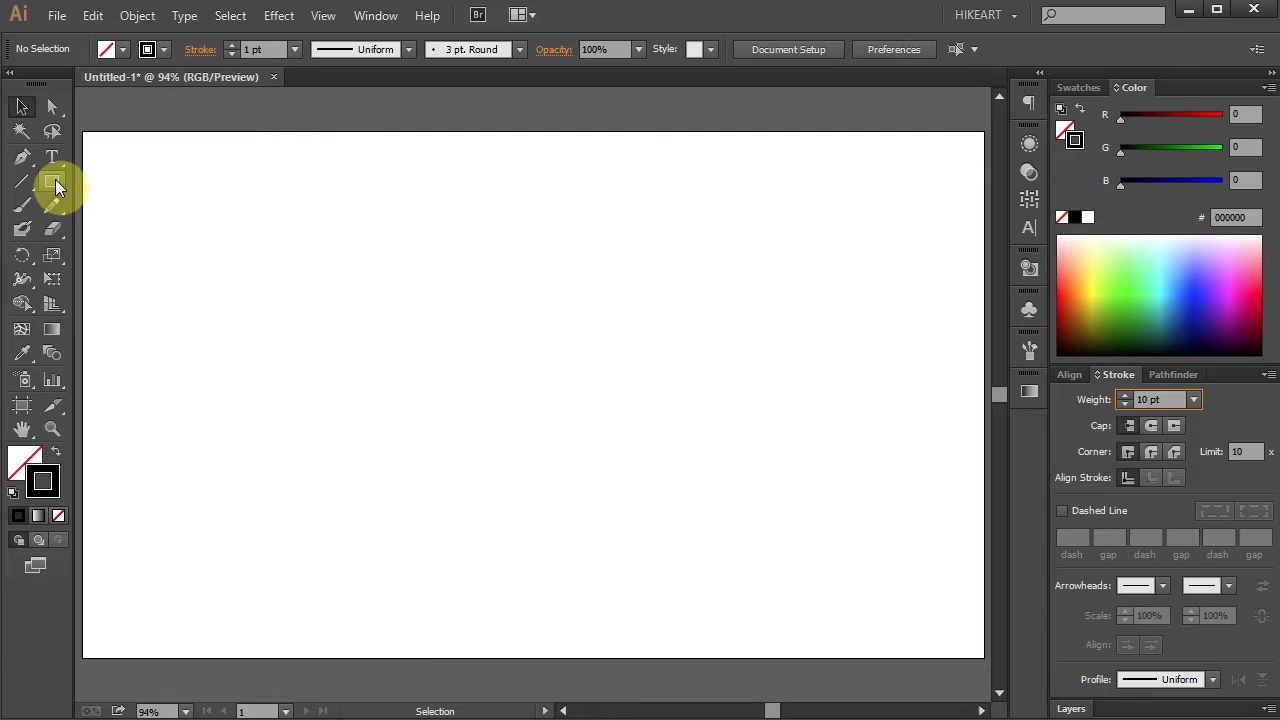 Ai File Edit Object Type Select Effect View Window Help Br HIKEART
No Selection Stroke: 1 pt Uniform 3 pt. Round Opacity: 100% Style: Document Setup Preferences
Untitled-1* @ 94% (RGB/Preview) ×
Swatches Color
R 0
G 0
B 0
# 000000
Align Stroke Pathfinder
Weight: 10 pt
Cap:
Corner: Limit: 10 x
Align Stroke:
Dashed Line
dash gap dash gap dash gap
Arrowheads:
Scale: 100% 100%
Align:
Profile: Uniform
Layers
94% 1 Selection